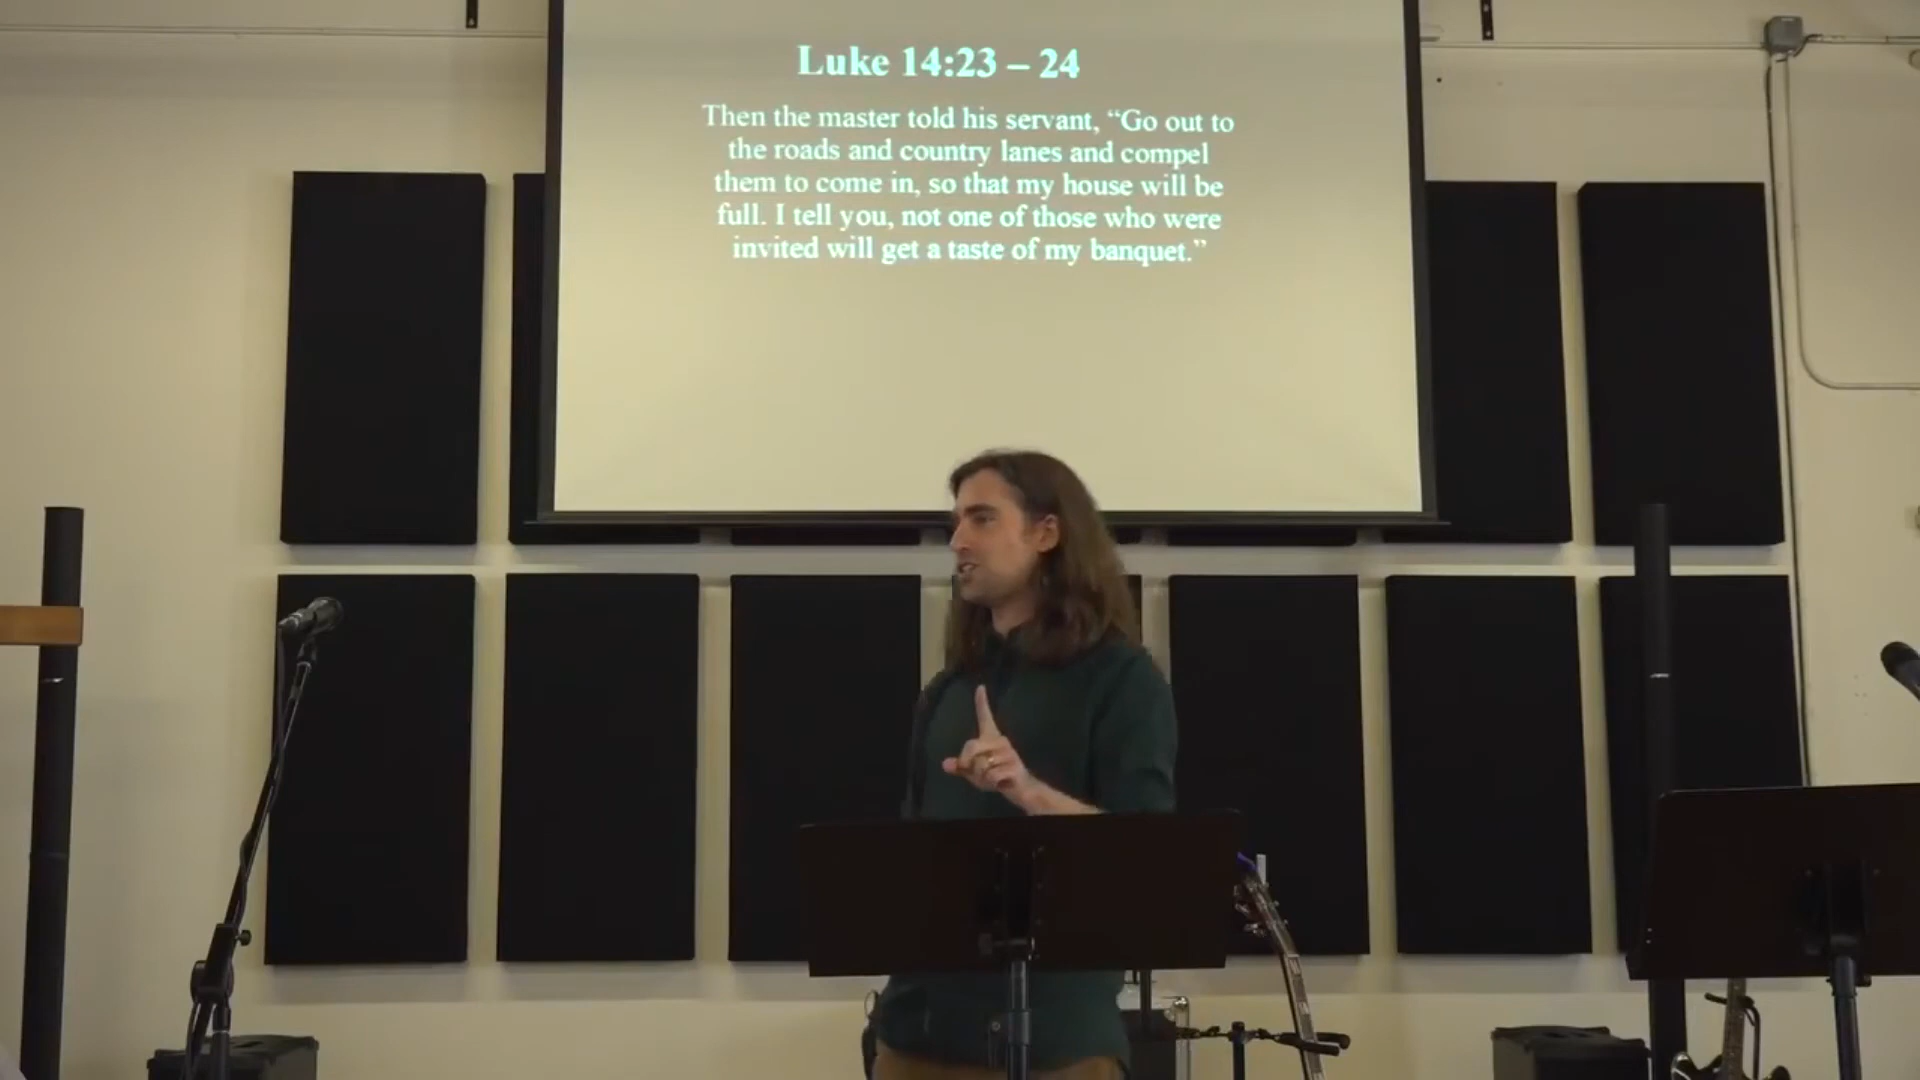 Luke 14:23 – 24
Then the master told his servant, “Go out to
the roads and country lanes and compel
them to come in, so that my house will be
full. I tell you, not one of those who were
invited will get a taste of my banquet.”